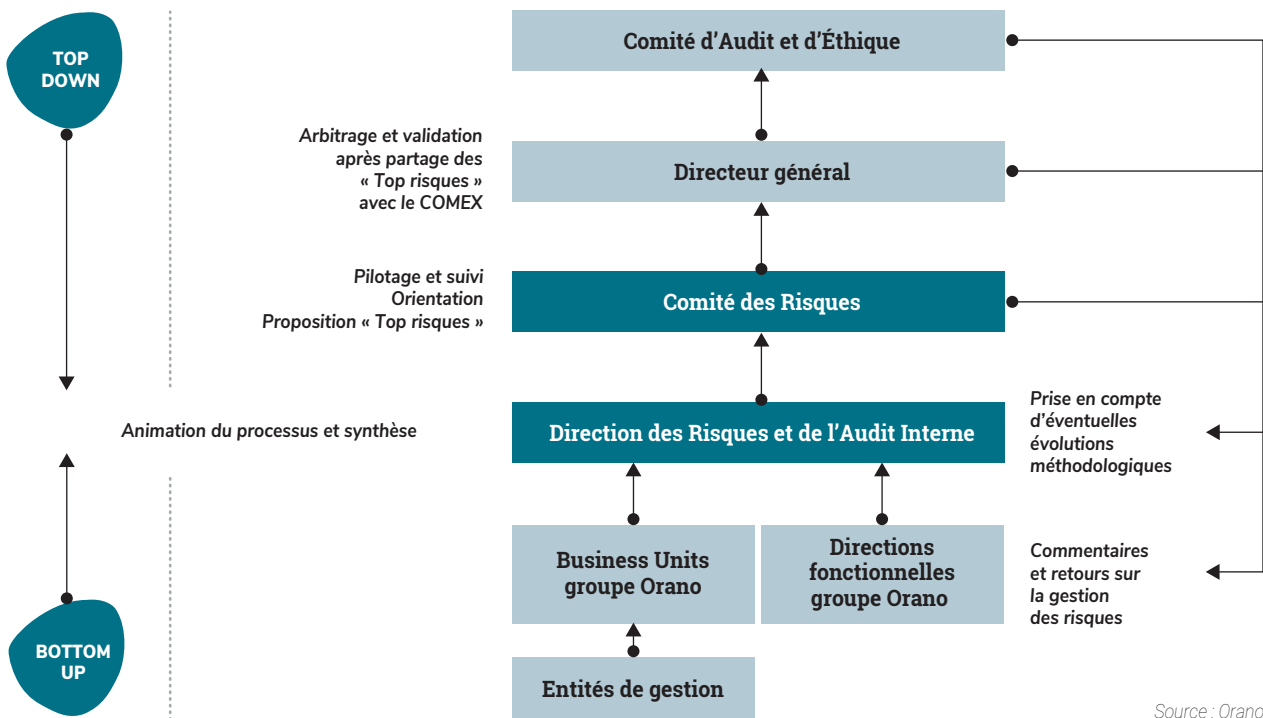 TOP
DOWN
Comité d'Audit et d'Éthique
Arbitrage et validation
après partage des
« Top risques »
avec le COMEX
Directeur général
Pilotage et suivi
Orientation
Proposition « Top risques »
Comité des Risques
Animation du processus et synthèse
Direction des Risques et de l'Audit Interne
Prise en compte
d'éventuelles
évolutions
méthodologiques
Business Units
groupe Orano
Directions
fonctionnelles
groupe Orano
Commentaires
et retours sur
la gestion
des risques
BOTTOM
UP
Entités de gestion
Source : Orano